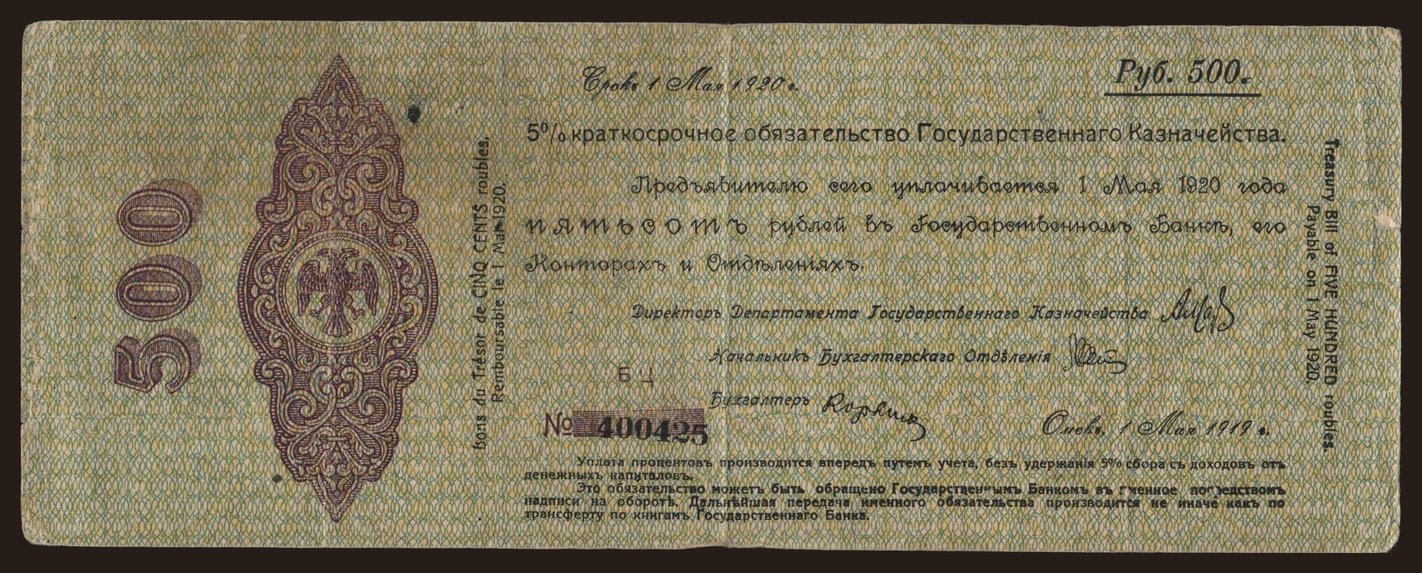 500
Bons du Trésor de CINQ CENTS roubles.
Remboursable le 1 Mai 1920.
Срокъ 1 Мая 1920 г.
Руб. 500.
5% краткосрочное обязательство Государственнаго Казначейства.
Предъявителю сего уплачивается 1 Мая 1920 года
ПЯТЬСОТЪ рублей въ Государственномъ Банкѣ, его
Конторахъ и Отдѣленіяхъ.
Директоръ Департамента Государственнаго Казначейства
Начальникъ Бухгалтерскаго Отдѣленія
БЦ
Бухгалтеръ
№ 400425
Омскъ, 1 Мая 1919 г.
Уплата процентовъ производится впередъ путемъ учета, безъ удержанія 5% сбора съ доходовъ отъ
денежныхъ капиталовъ.
Это обязательство можетъ быть обращено Государственнымъ Банкомъ въ именное посредствомъ
надписи на оборотѣ. Дальнѣйшая передача именного обязательства производится не иначе какъ по
трансферту по книгамъ Государственнаго Банка.
Treasury Bill of FIVE HUNDRED roubles.
Payable on 1 May 1920.